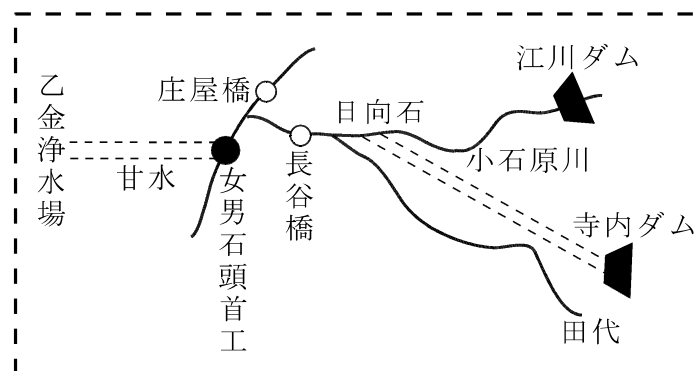 江川ダム
庄屋橋
日向石
乙金浄水場
小石原川
長谷橋
甘水
女男石頭首工
寺内ダム
田代